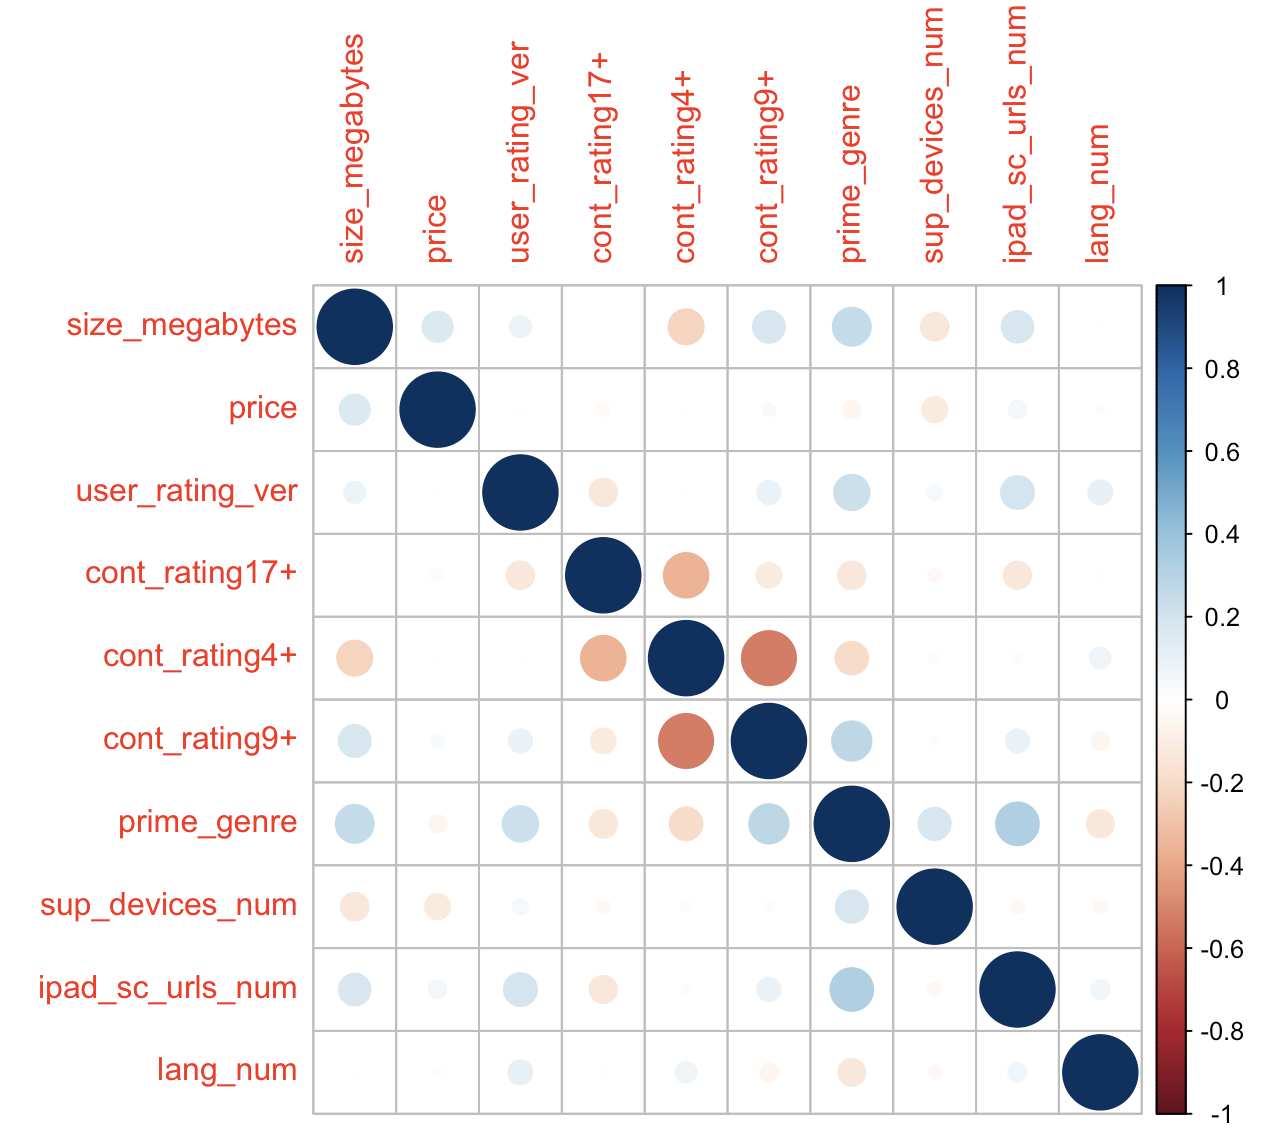 size_megabytes
price
user_rating_ver
cont_rating17+
cont_rating4+
cont_rating9+
prime_genre
sup_devices_num
ipad_sc_urls_num
lang_num
size_megabytes
price
user_rating_ver
cont_rating17+
cont_rating4+
cont_rating9+
prime_genre
sup_devices_num
ipad_sc_urls_num
lang_num
1
0.8
0.6
0.4
0.2
0
-0.2
-0.4
-0.6
-0.8
-1